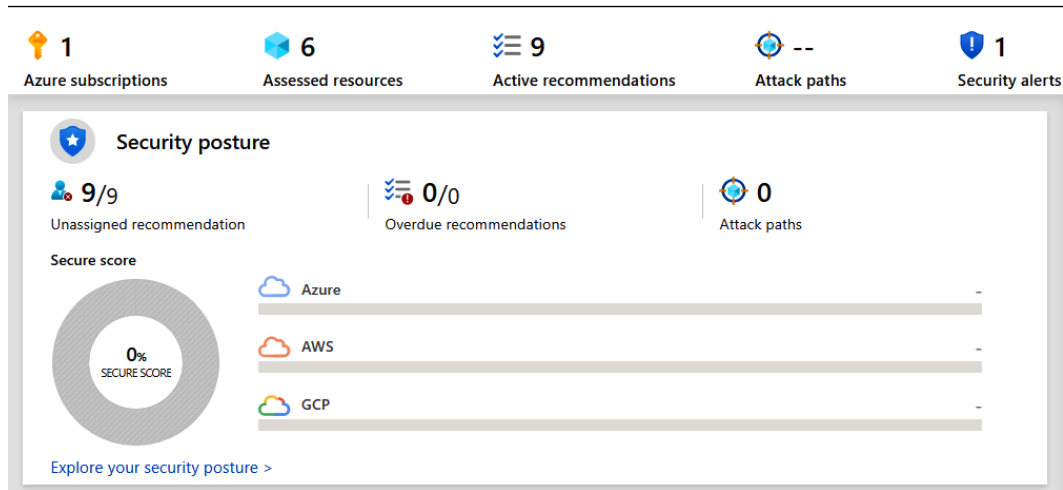 1
Azure subscriptions
6
Assessed resources
9
Active recommendations
--
Attack paths
1
Security alerts
Security posture
9/9
Unassigned recommendation
0/0
Overdue recommendations
0
Attack paths
Secure score
0%
SECURE SCORE
Azure -
AWS -
GCP -
Explore your security posture >